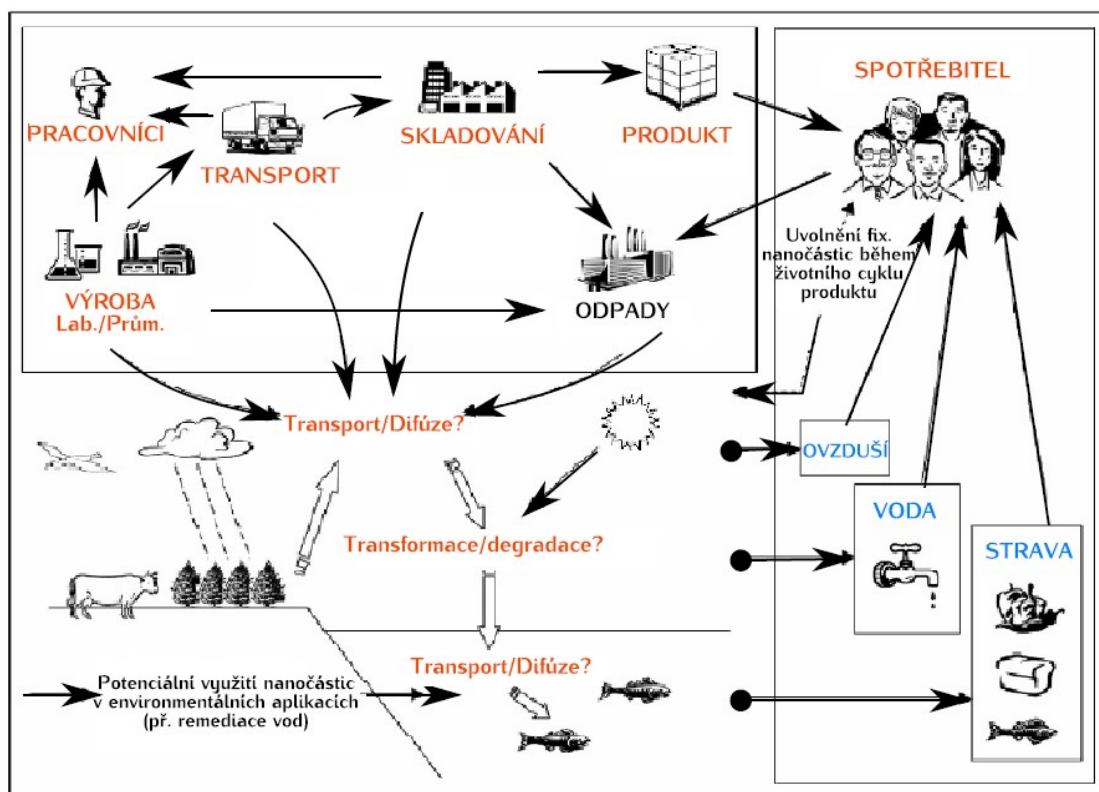 PRACOVNÍCI
TRANSPORT
SKLADOVÁNÍ
PRODUKT
SPOTŘEBITEL
VÝROBA
Lab./Prům.
ODPADY
Uvolnění fix.
nanočástic během
životního cyklu
produktu
Transport/Difúze?
OVZDUŠÍ
Transformace/degradace?
VODA
STRAVA
Transport/Difúze?
Potenciální využití nanočástic
v environmentálních aplikacích
(př. remediace vod)